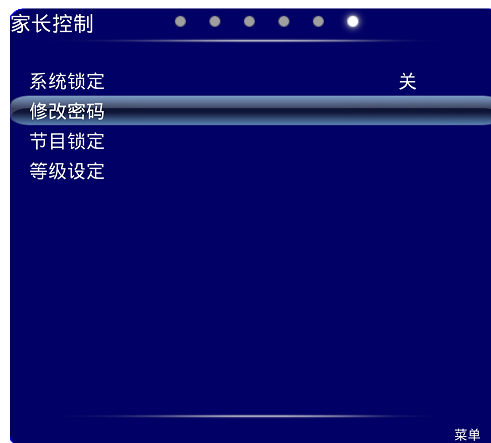 家长控制
系统锁定 关
修改密码
节目锁定
等级设定
菜单